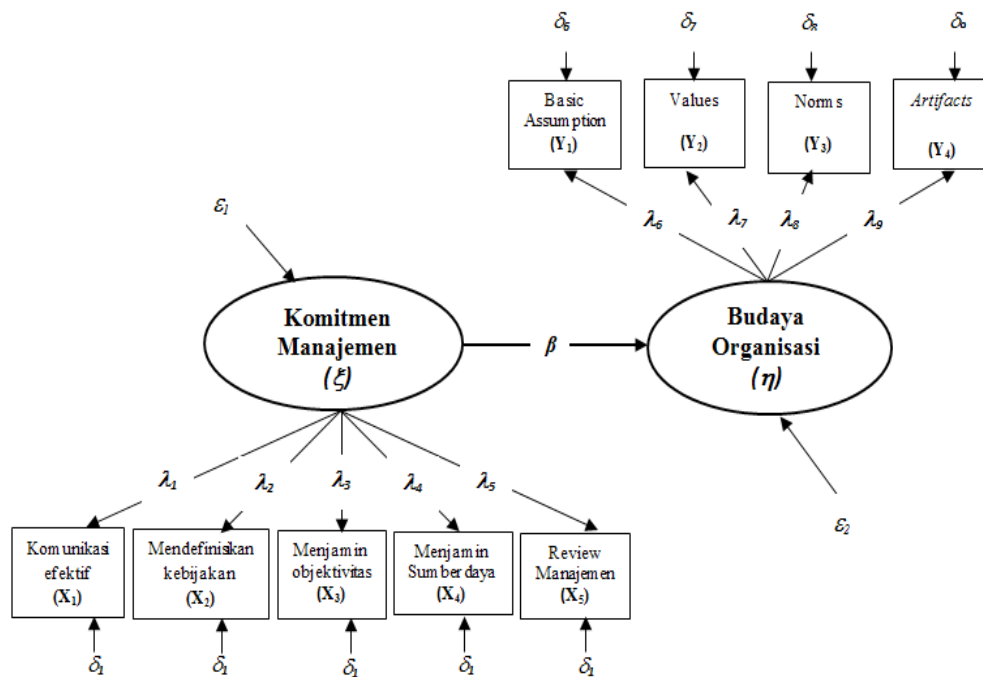 δ₆ δ₇ δ₈ δ₉
Basic Assumption (Y₁)
Values (Y₂)
Norms (Y₃)
Artifacts (Y₄)
λ₆ λ₇ λ₈ λ₉
ε₁
Komitmen
Manajemen
(ξ)
β
Budaya
Organisasi
(η)
λ₁ λ₂ λ₃ λ₄ λ₅
ε₂
Komunikasi efektif (X₁)
Mendefinisikan kebijakan (X₂)
Menjamin objektivitas (X₃)
Menjamin Sumberdaya (X₄)
Review Manajemen (X₅)
δ₁ δ₁ δ₁ δ₁ δ₁